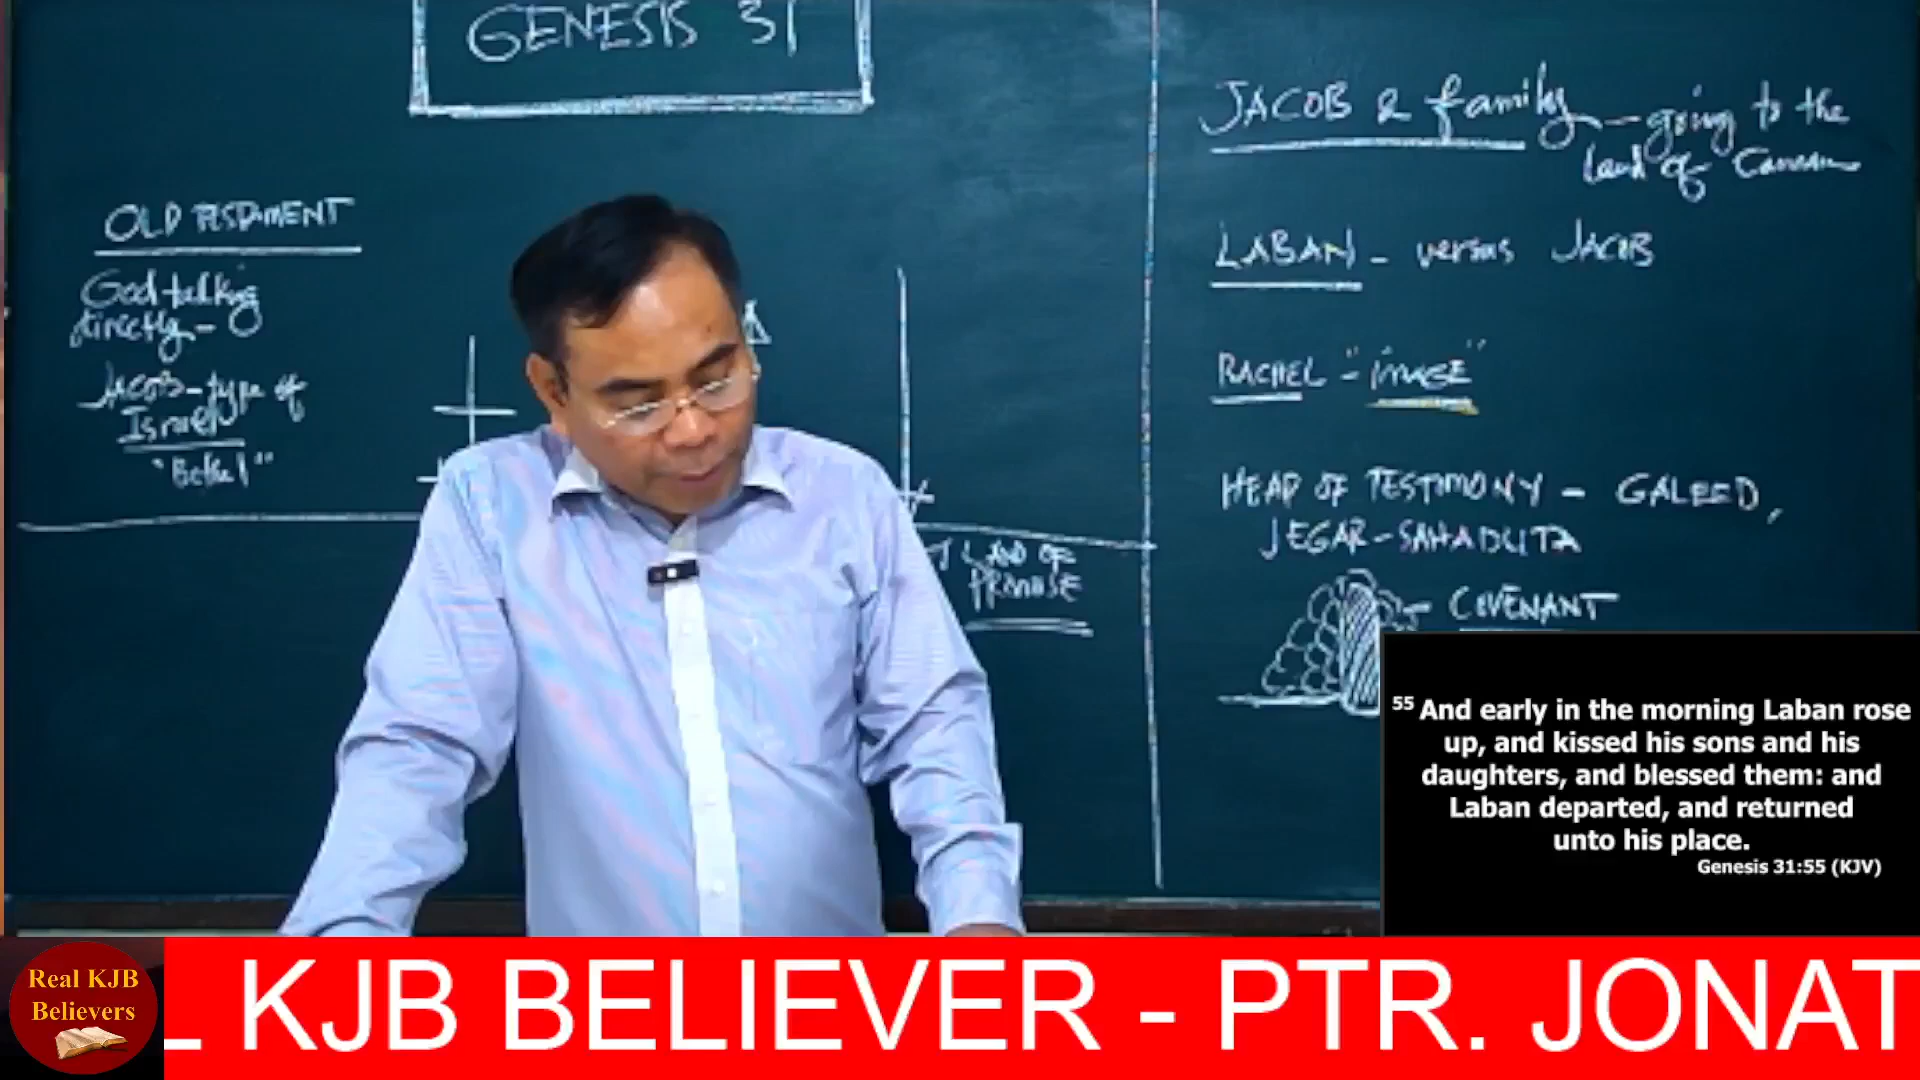 GENESIS 31
OLD TESTAMENT
God talking
directly -
Jacob - type of
Israel
"Bethel"
LAND OF
PROMISE
JACOB & family - going to the
land of Canaan
LABAN - versus JACOB
RACHEL - "image"
HEAP OF TESTIMONY - GALEED,
JEGAR-SAHADUTA
- COVENANT
55 And early in the morning Laban rose
up, and kissed his sons and his
daughters, and blessed them: and
Laban departed, and returned
unto his place.
Genesis 31:55 (KJV)
Real KJB
Believers
L KJB BELIEVER - PTR. JONAT